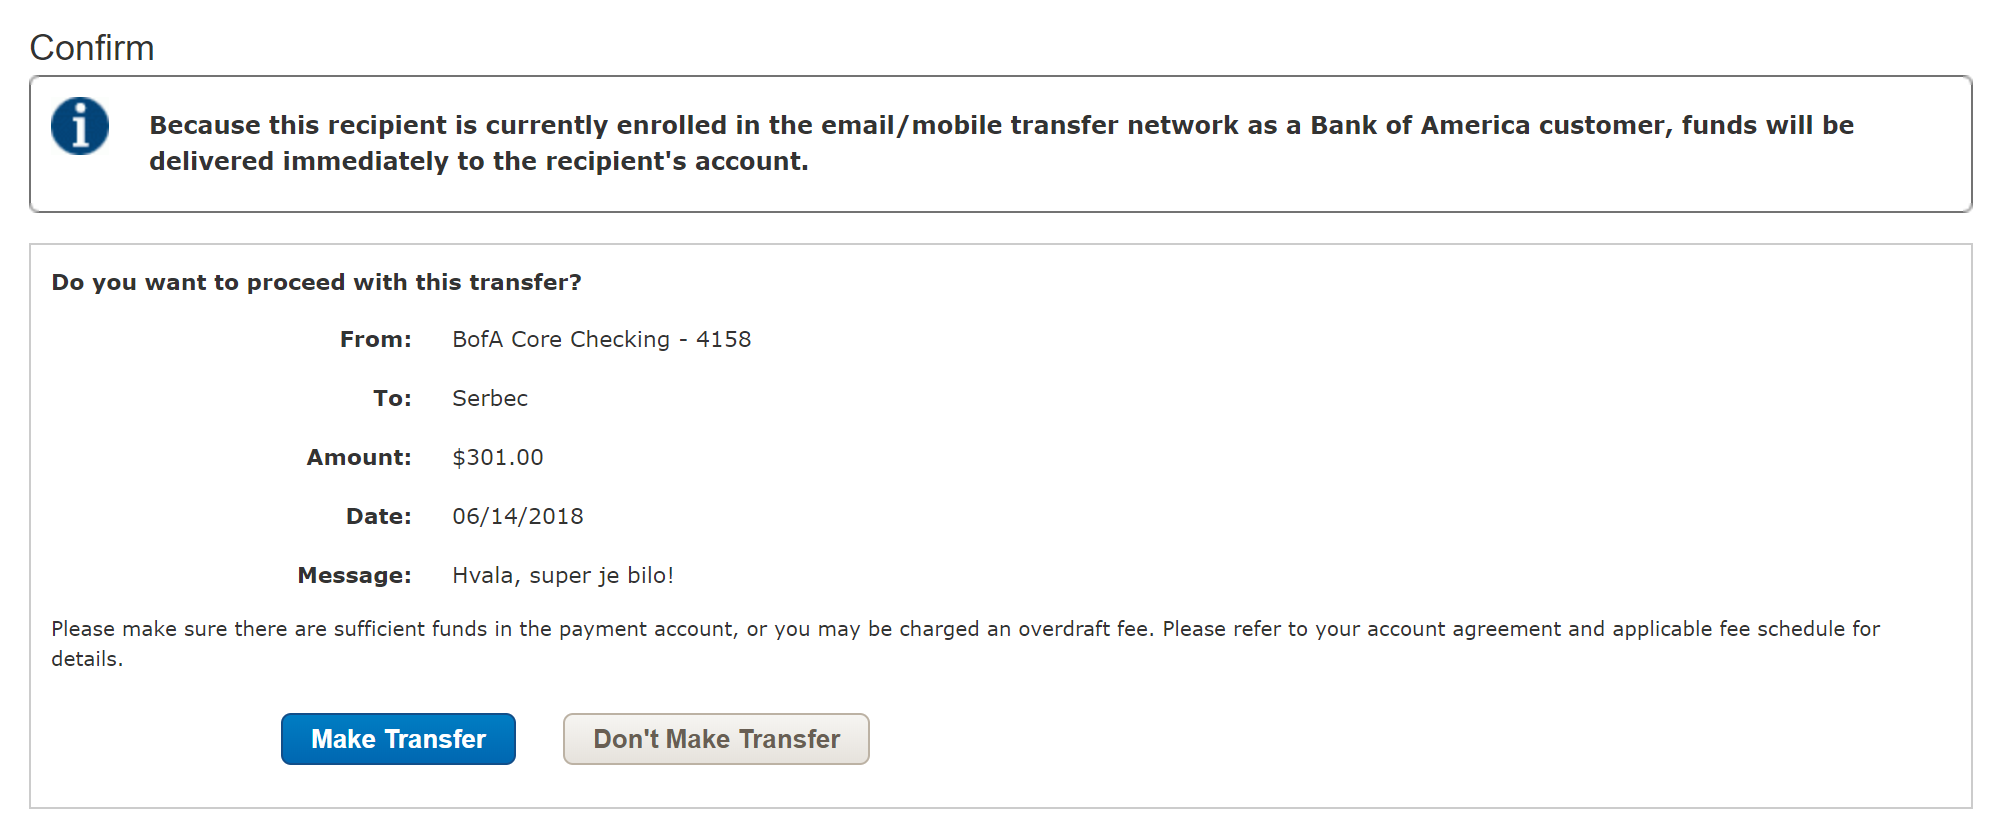 Confirm
Because this recipient is currently enrolled in the email/mobile transfer network as a Bank of America customer, funds will be
delivered immediately to the recipient's account.
Do you want to proceed with this transfer?
From: BofA Core Checking - 4158
To: Serbec
Amount: $301.00
Date: 06/14/2018
Message: Hvala, super je bilo!
Please make sure there are sufficient funds in the payment account, or you may be charged an overdraft fee. Please refer to your account agreement and applicable fee schedule for
details.
Make Transfer Don't Make Transfer